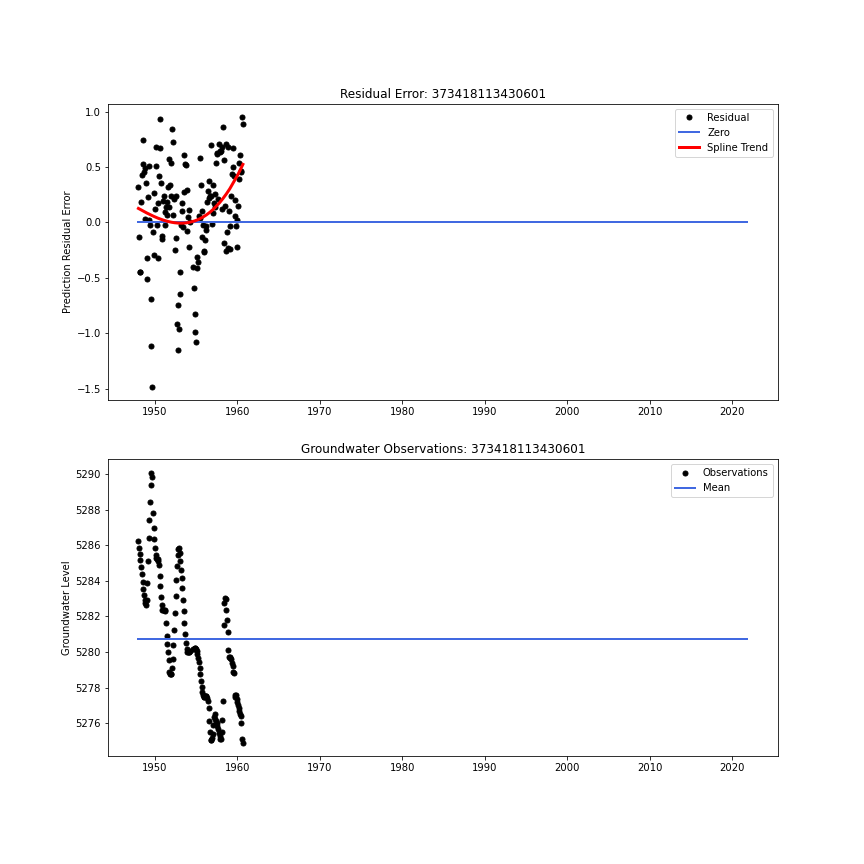 Residual Error: 373418113430601
Prediction Residual Error
1.0
0.5
0.0
−0.5
−1.0
−1.5
Residual
Zero
Spline Trend
1950 1960 1970 1980 1990 2000 2010 2020
Groundwater Observations: 373418113430601
Groundwater Level
5290
5288
5286
5284
5282
5280
5278
5276
Observations
Mean
1950 1960 1970 1980 1990 2000 2010 2020